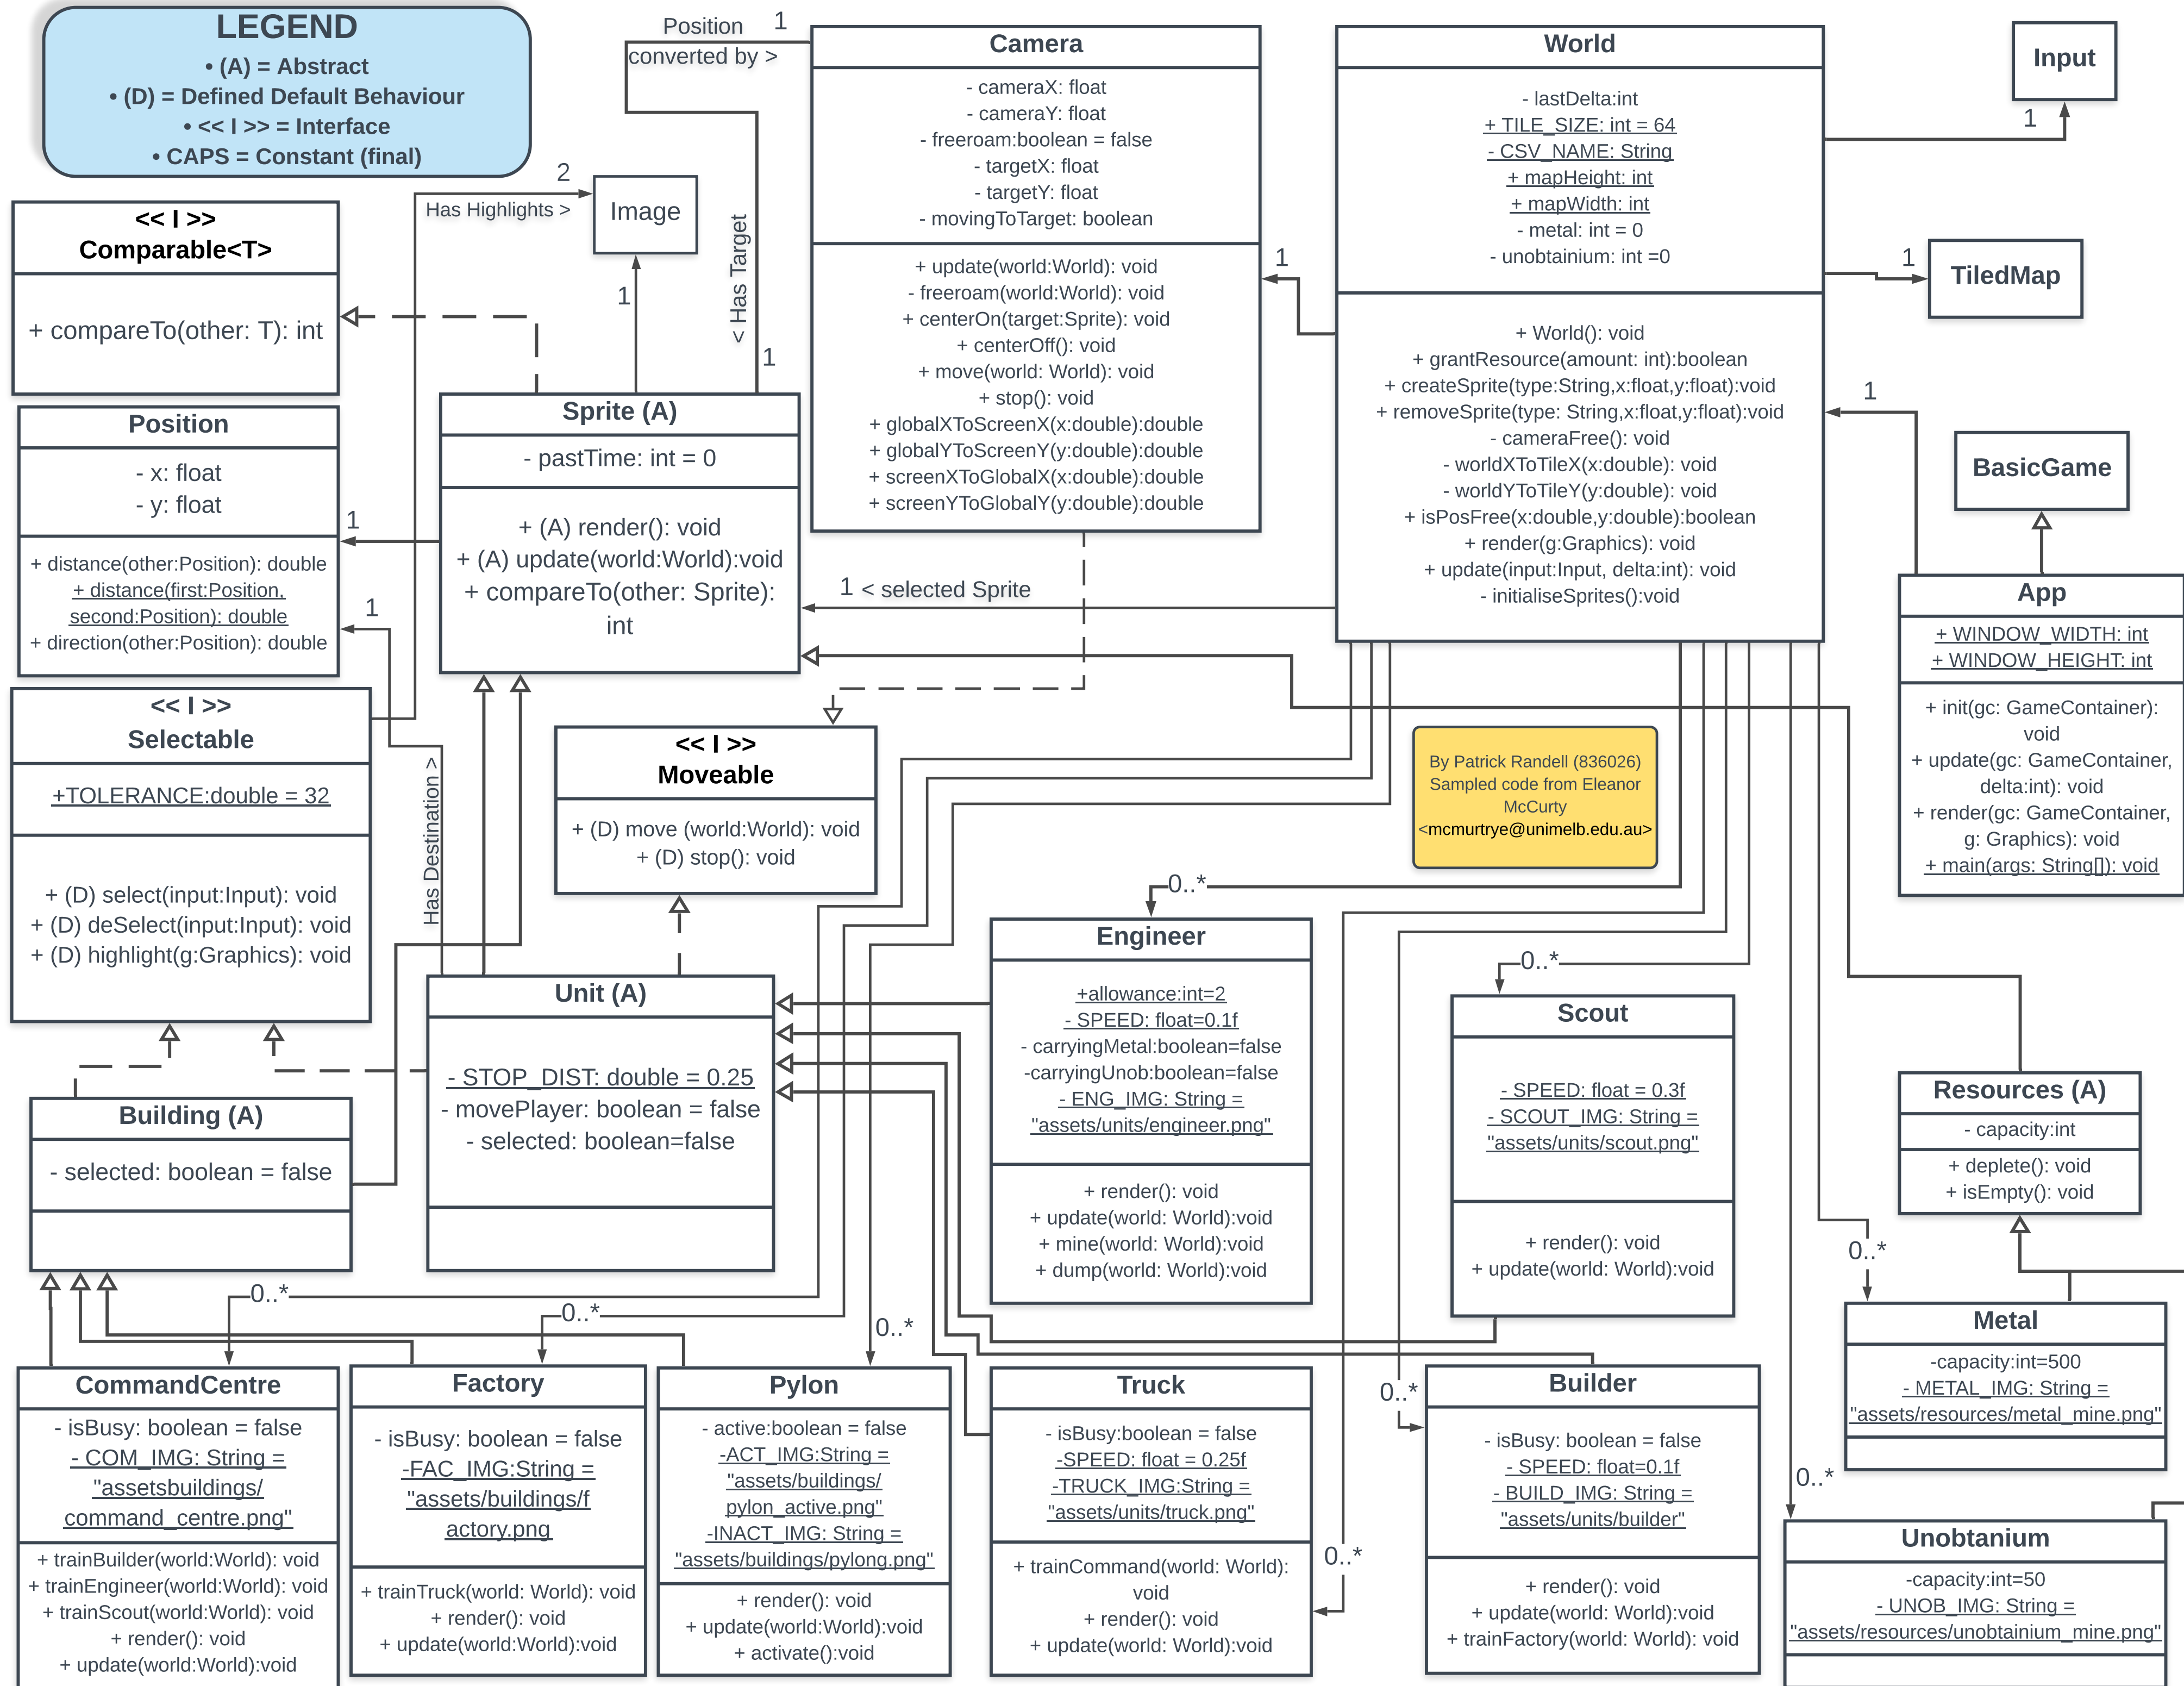 LEGEND
• (A) = Abstract
• (D) = Defined Default Behaviour
• << I >> = Interface
• CAPS = Constant (final)
Position
converted by >
1
< Has Target
1
2
Has Highlights >
Image
1
<< I >>
Comparable<T>
+ compareTo(other: T): int
Position
- x: float
- y: float
+ distance(other:Position): double
+ distance(first:Position,
second:Position): double
+ direction(other:Position): double
1
1
Sprite (A)
- pastTime: int = 0
+ (A) render(): void
+ (A) update(world:World):void
+ compareTo(other: Sprite):
int
Camera
- cameraX: float
- cameraY: float
- freeroam:boolean = false
- targetX: float
- targetY: float
- movingToTarget: boolean
+ update(world:World): void
- freeroam(world:World): void
+ centerOn(target:Sprite): void
+ centerOff(): void
+ move(world: World): void
+ stop(): void
+ globalXToScreenX(x:double):double
+ globalYToScreenY(y:double):double
+ screenXToGlobalX(x:double):double
+ screenYToGlobalY(y:double):double
1
1 < selected Sprite
World
- lastDelta:int
+ TILE_SIZE: int = 64
- CSV_NAME: String
+ mapHeight: int
+ mapWidth: int
- metal: int = 0
- unobtainium: int =0
+ World(): void
+ grantResource(amount: int):boolean
+ createSprite(type:String,x:float,y:float):void
+ removeSprite(type: String,x:float,y:float):void
- cameraFree(): void
- worldXToTileX(x:double): void
- worldYToTileY(y:double): void
+ isPosFree(x:double,y:double):boolean
+ render(g:Graphics): void
+ update(input:Input, delta:int): void
- initialiseSprites():void
Input
1
TiledMap
1
1
BasicGame
App
+ WINDOW_WIDTH: int
+ WINDOW_HEIGHT: int
+ init(gc: GameContainer):
void
+ update(gc: GameContainer,
delta:int): void
+ render(gc: GameContainer,
g: Graphics): void
+ main(args: String[]): void
<< I >>
Selectable
+TOLERANCE:double = 32
+ (D) select(input:Input): void
+ (D) deSelect(input:Input): void
+ (D) highlight(g:Graphics): void
Has Destination >
<< I >>
Moveable
+ (D) move (world:World): void
+ (D) stop(): void
By Patrick Randell (836026)
Sampled code from Eleanor
McCurty
<mcmurtrye@unimelb.edu.au>
Unit (A)
- STOP_DIST: double = 0.25
- movePlayer: boolean = false
- selected: boolean=false
Building (A)
- selected: boolean = false
0..*
Engineer
+allowance:int=2
- SPEED: float=0.1f
- carryingMetal:boolean=false
-carryingUnob:boolean=false
- ENG_IMG: String =
"assets/units/engineer.png"
+ render(): void
+ update(world: World):void
+ mine(world: World):void
+ dump(world: World):void
0..*
Scout
- SPEED: float = 0.3f
- SCOUT_IMG: String =
"assets/units/scout.png"
+ render(): void
+ update(world: World):void
Resources (A)
- capacity:int
+ deplete(): void
+ isEmpty(): void
0..*
Metal
-capacity:int=500
- METAL_IMG: String =
"assets/resources/metal_mine.png"
0..*
Unobtanium
-capacity:int=50
- UNOB_IMG: String =
"assets/resources/unobtainium_mine.png"
0..*
CommandCentre
- isBusy: boolean = false
- COM_IMG: String =
"assetsbuildings/
command_centre.png"
+ trainBuilder(world:World): void
+ trainEngineer(world:World): void
+ trainScout(world:World): void
+ render(): void
+ update(world:World):void
0..*
Factory
- isBusy: boolean = false
-FAC_IMG:String =
"assets/buildings/f
actory.png
+ trainTruck(world: World): void
+ render(): void
+ update(world:World):void
0..*
Pylon
- active:boolean = false
-ACT_IMG:String =
"assets/buildings/
pylon_active.png"
-INACT_IMG: String =
"assets/buildings/pylong.png"
+ render(): void
+ update(world:World):void
+ activate():void
Truck
- isBusy:boolean = false
-SPEED: float = 0.25f
-TRUCK_IMG:String =
"assets/units/truck.png"
+ trainCommand(world: World):
void
+ render(): void
+ update(world: World):void
0..*
0..*
Builder
- isBusy: boolean = false
- SPEED: float=0.1f
- BUILD_IMG: String =
"assets/units/builder"
+ render(): void
+ update(world: World):void
+ trainFactory(world: World): void